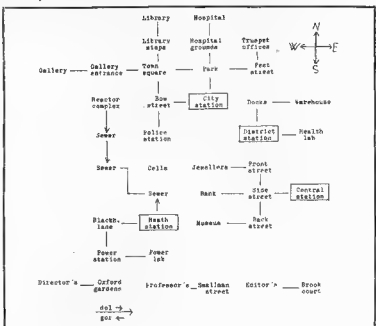 Library Hospital
Library steps Hospital grounds Trumpet offices
N
W E
S
Gallery Gallery entrance Town square Park Peet street
Reactor complex Bow street City station Docks Warehouse
Sewer Police station District station Health lab
Sewer Cells Jewellers Front street
Sewer Bank Side street Central station
Blackh. lane Heath station Museum Back street
Power station Power lab
Director's Oxford gardens Professor's Smallman street Editor's Brook court
del →
gor ←